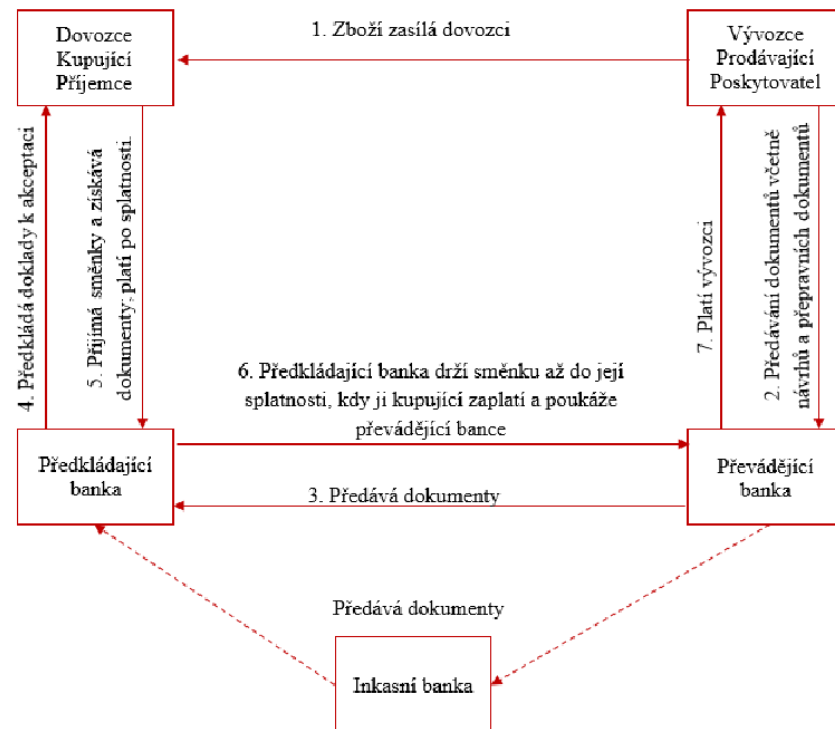 Dovozce
Kupující
Příjemce
1. Zboží zasílá dovozci
Vývozce
Prodávající
Poskytovatel
4. Předkládá doklady k akceptaci
5. Přijímá směnky a získává
dokumenty; platí po splatnosti.
7. Platí vývozci
2. Předávání dokumentů včetně
návrhů a přepravních dokumentů
6. Předkládající banka drží směnku až do její
splatnosti, kdy ji kupující zaplatí a poukáže
převádějící bance
Předkládající
banka
3. Předává dokumenty
Převádějící
banka
Předává dokumenty
Inkasní banka